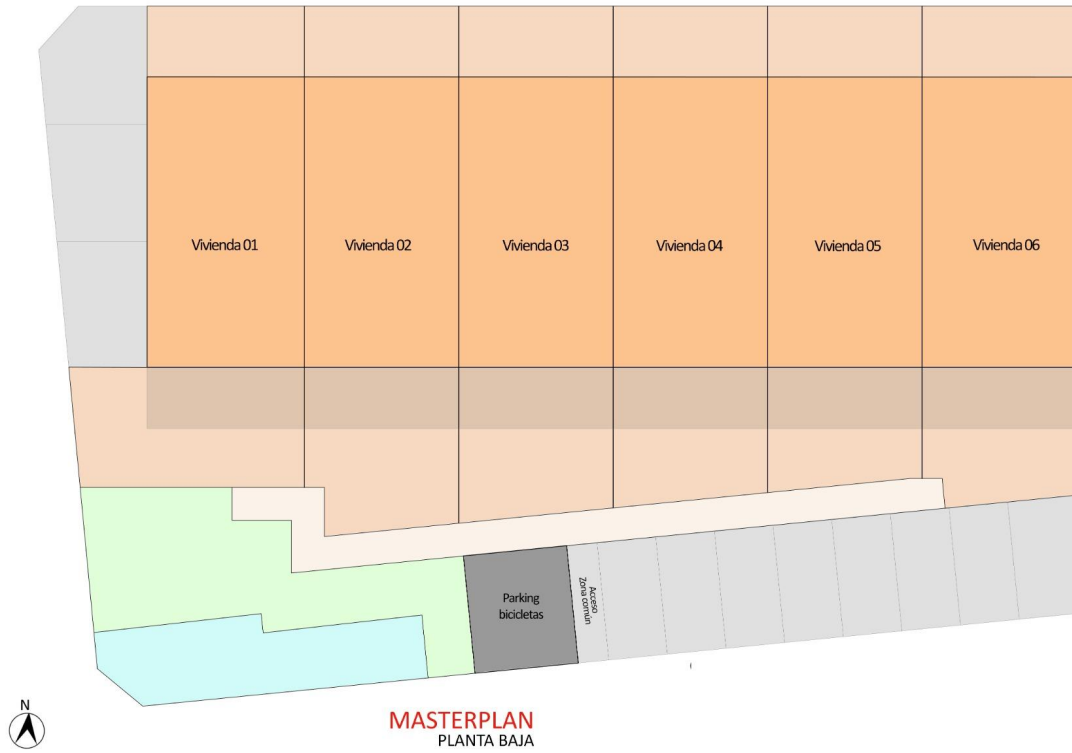 Vivienda 01
Vivienda 02
Vivienda 03
Vivienda 04
Vivienda 05
Vivienda 06
Parking
bicicletas
Acceso
Zona común
N
MASTERPLAN
PLANTA BAJA